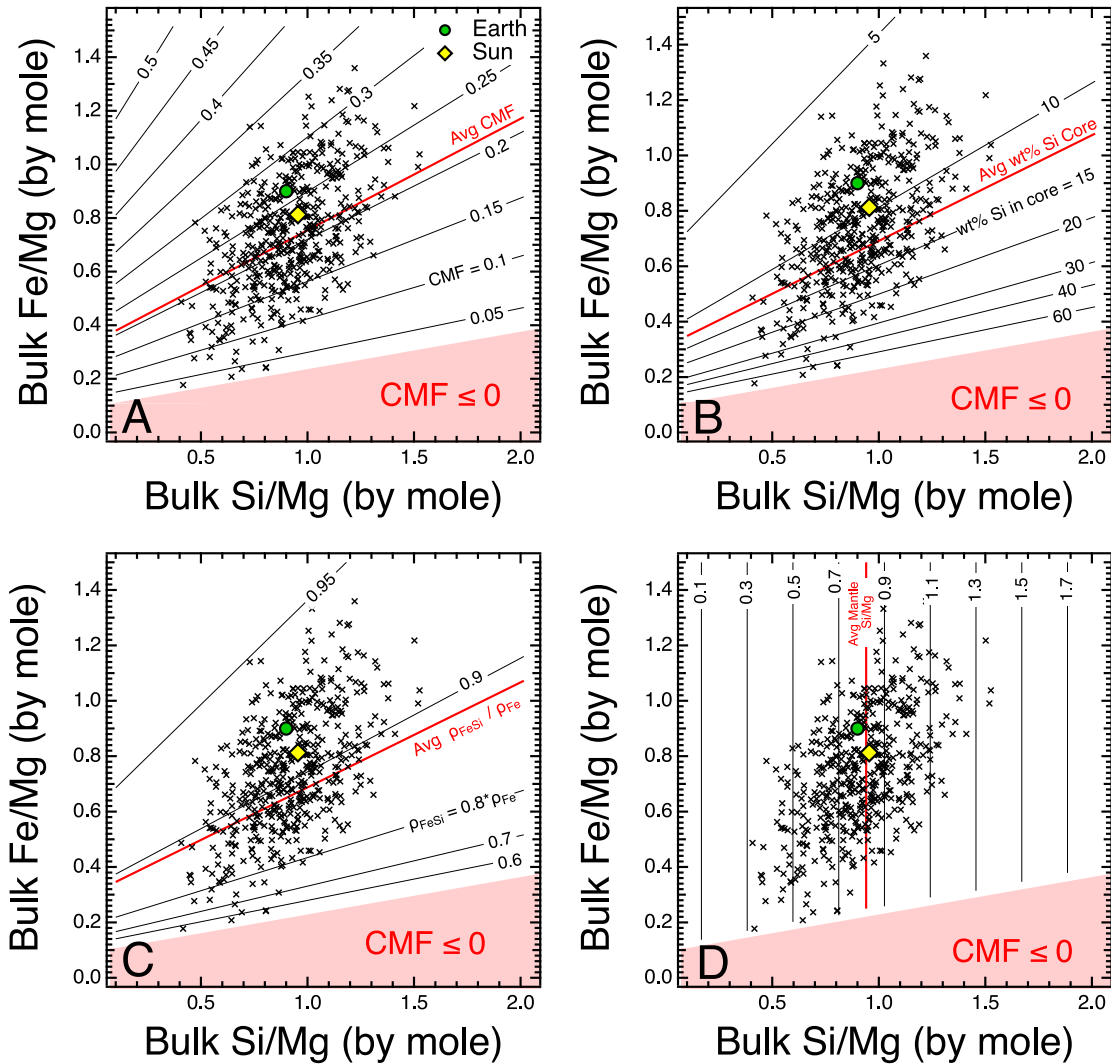 Bulk Fe/Mg (by mole)
1.4
1.2
1.0
0.8
0.6
0.4
0.2
0.0
0.5
0.45
0.4
0.35
0.3
0.25
Avg CMF
0.2
0.15
CMF = 0.1
0.05
Earth
Sun
A
CMF ≤ 0
0.5
1.0
1.5
2.0
Bulk Si/Mg (by mole)
Bulk Fe/Mg (by mole)
1.4
1.2
1.0
0.8
0.6
0.4
0.2
0.0
5
10
Avg wt% Si Core
wt% Si in core = 15
20
30
40
60
B
CMF ≤ 0
0.5
1.0
1.5
2.0
Bulk Si/Mg (by mole)
Bulk Fe/Mg (by mole)
1.4
1.2
1.0
0.8
0.6
0.4
0.2
0.0
0.95
0.9
Avg ρFeSi / ρFe
ρFeSi = 0.8*ρFe
0.7
0.6
C
CMF ≤ 0
0.5
1.0
1.5
2.0
Bulk Si/Mg (by mole)
Bulk Fe/Mg (by mole)
1.4
1.2
1.0
0.8
0.6
0.4
0.2
0.0
0.1
0.3
0.5
0.7
Avg Mantle
Si/Mg
0.9
1.1
1.3
1.5
1.7
D
CMF ≤ 0
0.5
1.0
1.5
2.0
Bulk Si/Mg (by mole)